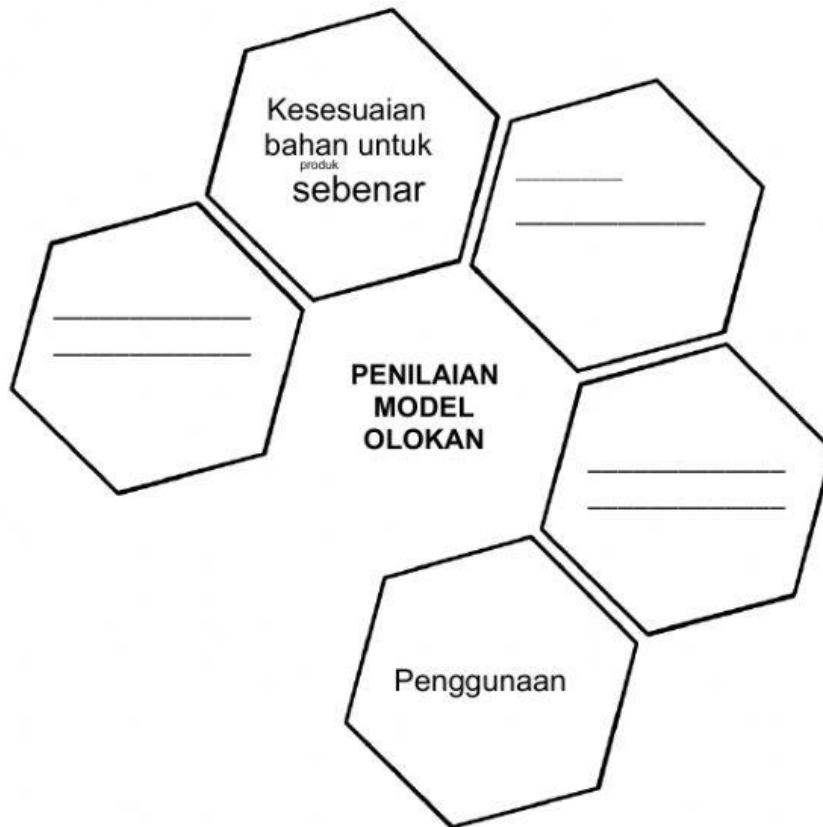 Kesesuaian
bahan untuk
produk
sebenar
PENILAIAN
MODEL
OLOKAN
Penggunaan